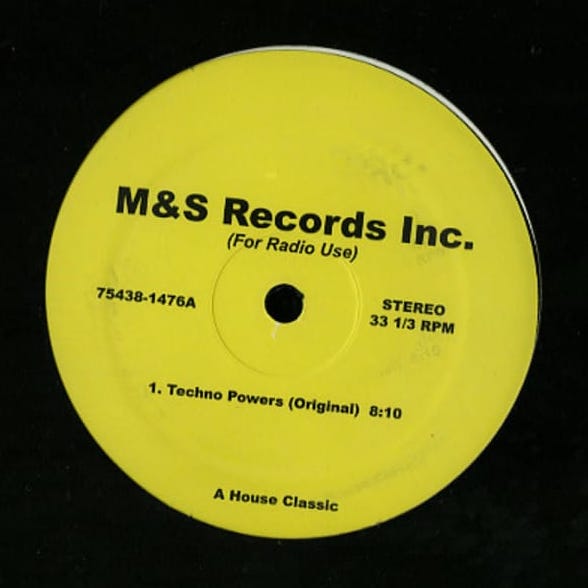 M&S Records Inc.
(For Radio Use)
75438-1476A
STEREO
33 1/3 RPM
1. Techno Powers (Original) 8:10
A House Classic